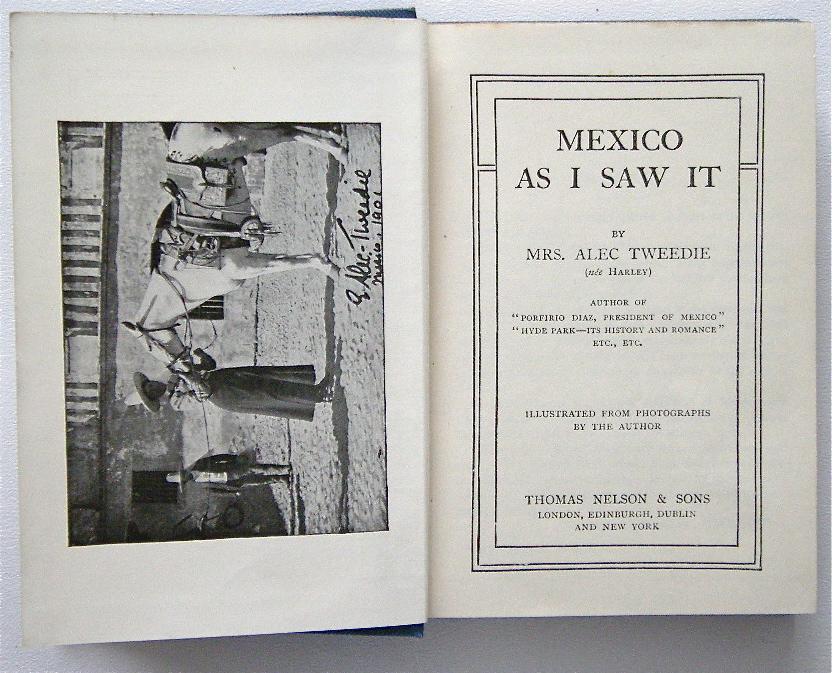 E. Alec-Tweedie
Mexico. 1901
MEXICO
AS I SAW IT
BY
MRS. ALEC TWEEDIE
(née HARLEY)
AUTHOR OF
"PORFIRIO DIAZ, PRESIDENT OF MEXICO"
"HYDE PARK—ITS HISTORY AND ROMANCE"
ETC., ETC.
ILLUSTRATED FROM PHOTOGRAPHS
BY THE AUTHOR
THOMAS NELSON & SONS
LONDON, EDINBURGH, DUBLIN
AND NEW YORK